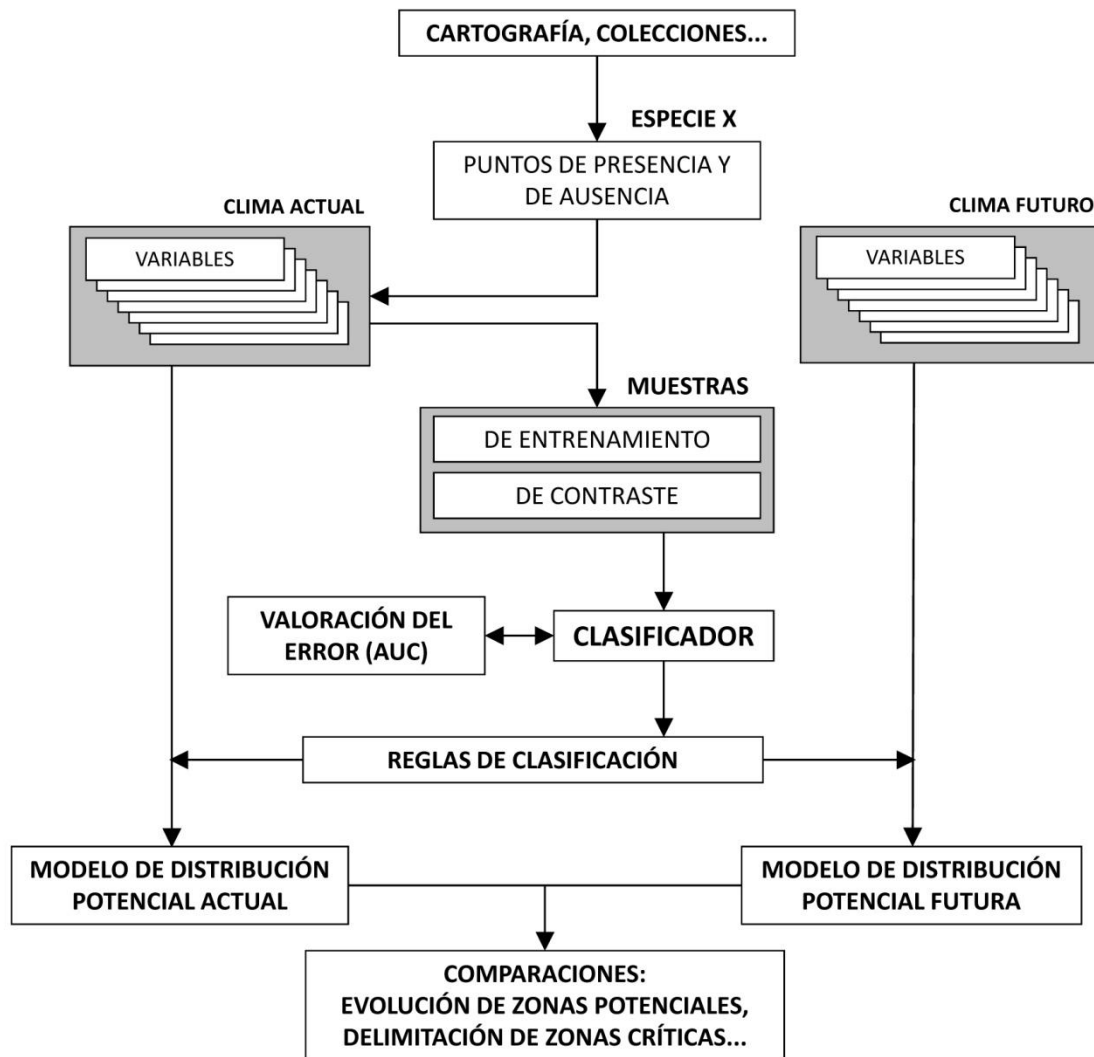 CARTOGRAFÍA, COLECCIONES...
ESPECIE X
PUNTOS DE PRESENCIA Y
DE AUSENCIA
CLIMA ACTUAL
VARIABLES
CLIMA FUTURO
VARIABLES
MUESTRAS
DE ENTRENAMIENTO
DE CONTRASTE
VALORACIÓN DEL
ERROR (AUC)
CLASIFICADOR
REGLAS DE CLASIFICACIÓN
MODELO DE DISTRIBUCIÓN
POTENCIAL ACTUAL
MODELO DE DISTRIBUCIÓN
POTENCIAL FUTURA
COMPARACIONES:
EVOLUCIÓN DE ZONAS POTENCIALES,
DELIMITACIÓN DE ZONAS CRÍTICAS...